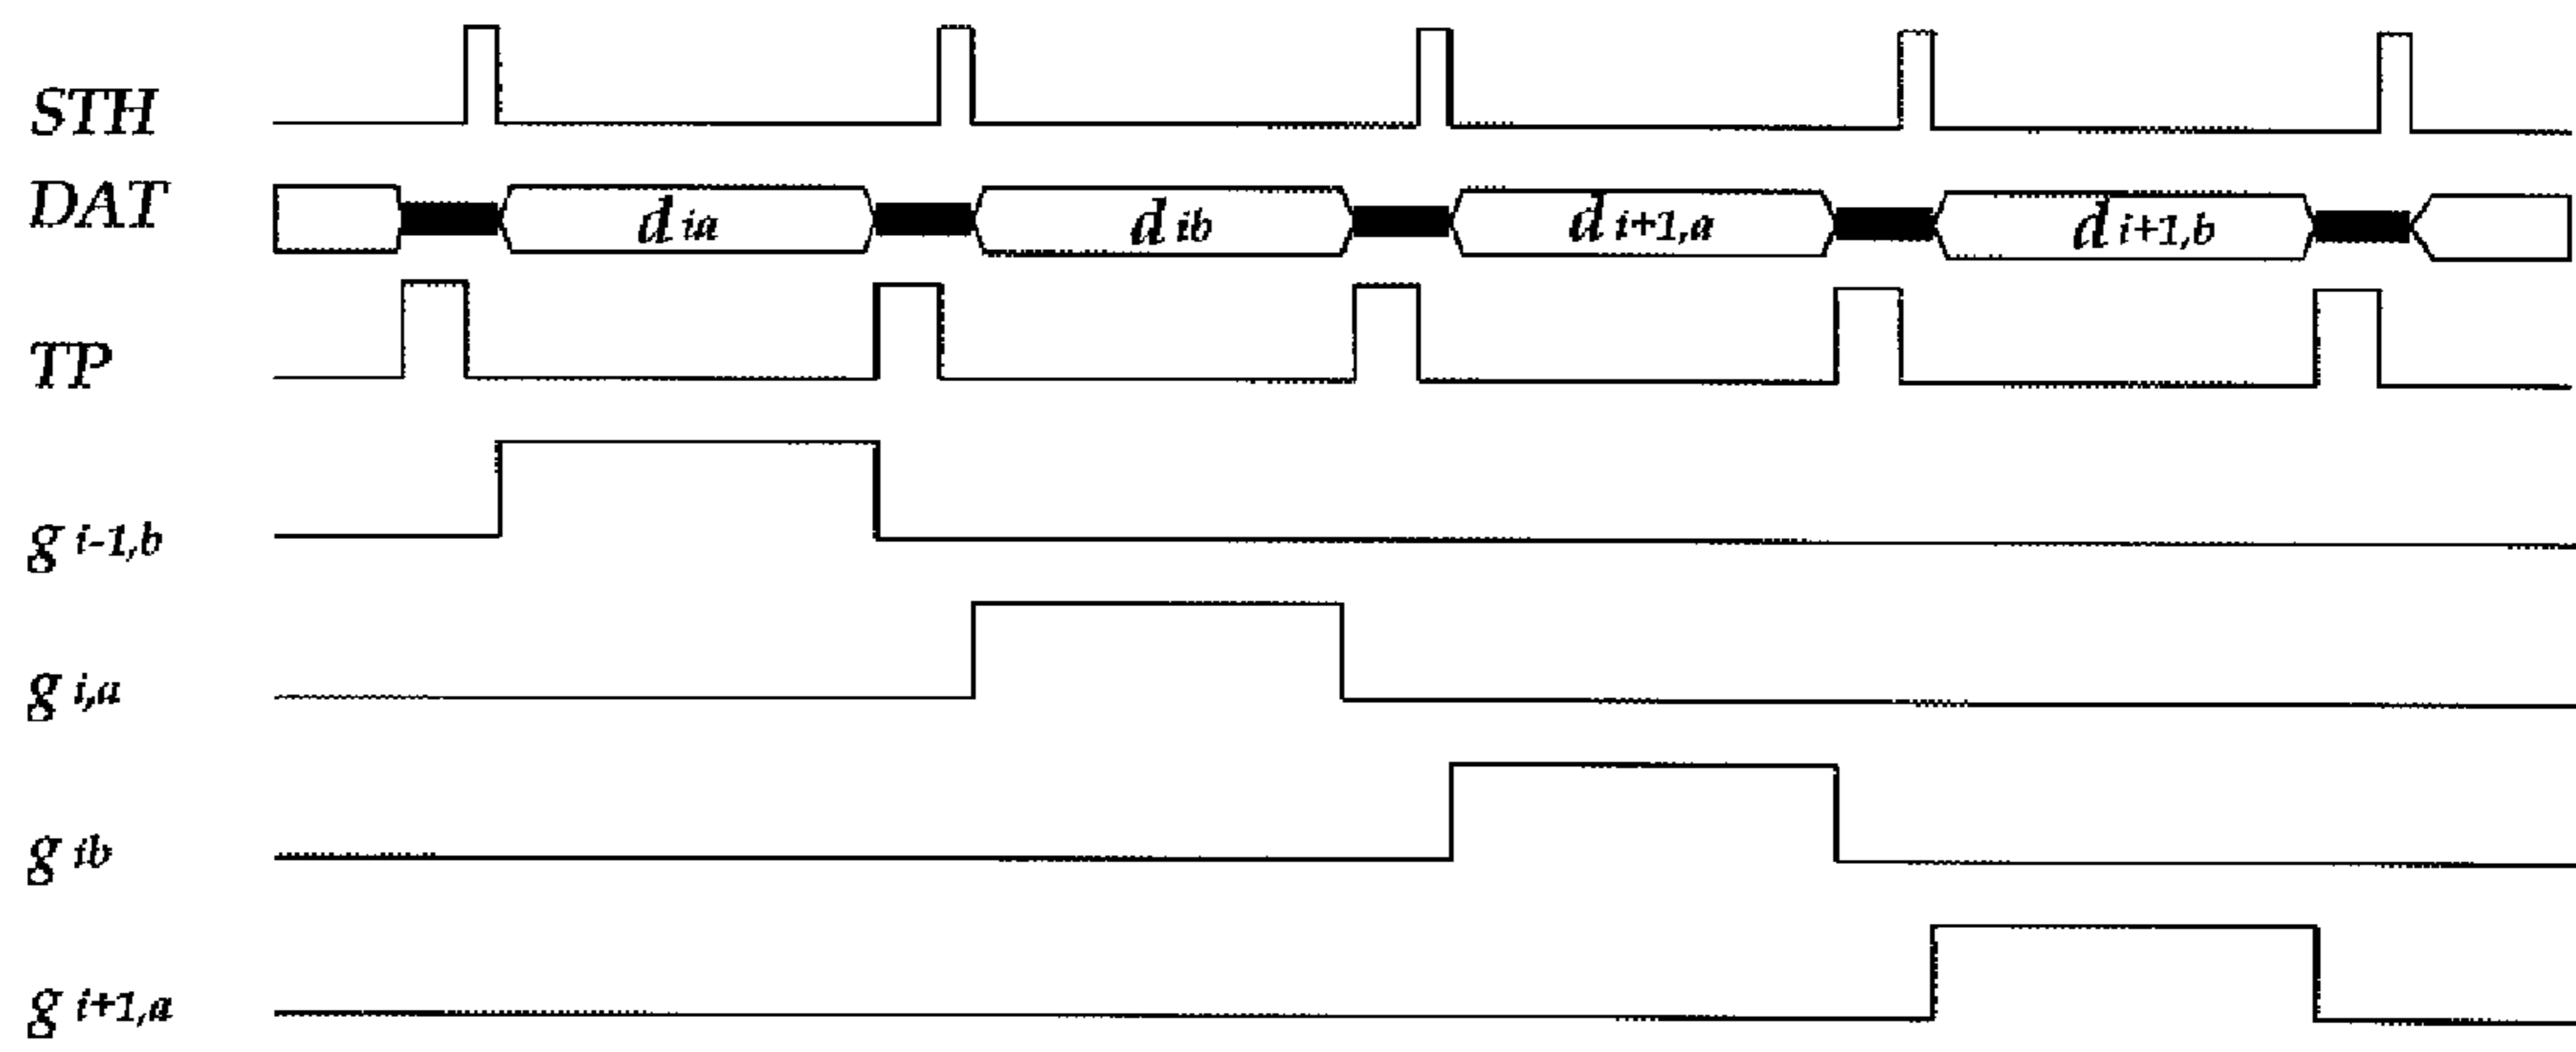 STH
DAT d ia d ib d i+1,a d i+1,b
TP
g i-1,b
g i,a
g ib
g i+1,a